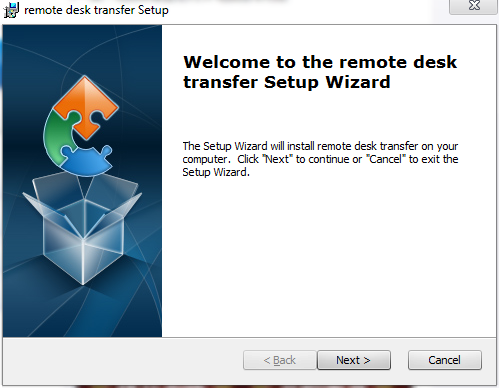 remote desk transfer Setup
Welcome to the remote desk
transfer Setup Wizard
The Setup Wizard will install remote desk transfer on your
computer.  Click "Next" to continue or "Cancel" to exit the
Setup Wizard.
< Back
Next >
Cancel